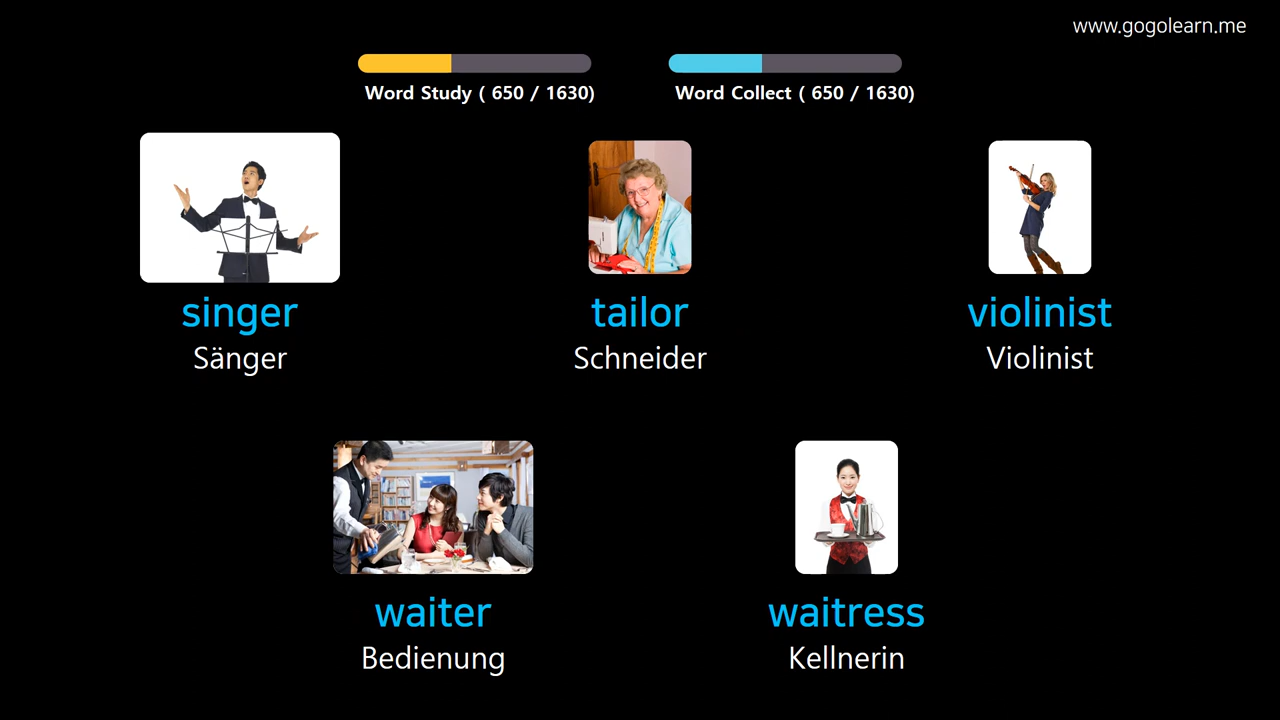 www.gogolearn.me
Word Study ( 650 / 1630)
Word Collect ( 650 / 1630)
singer
Sänger
tailor
Schneider
violinist
Violinist
waiter
Bedienung
waitress
Kellnerin